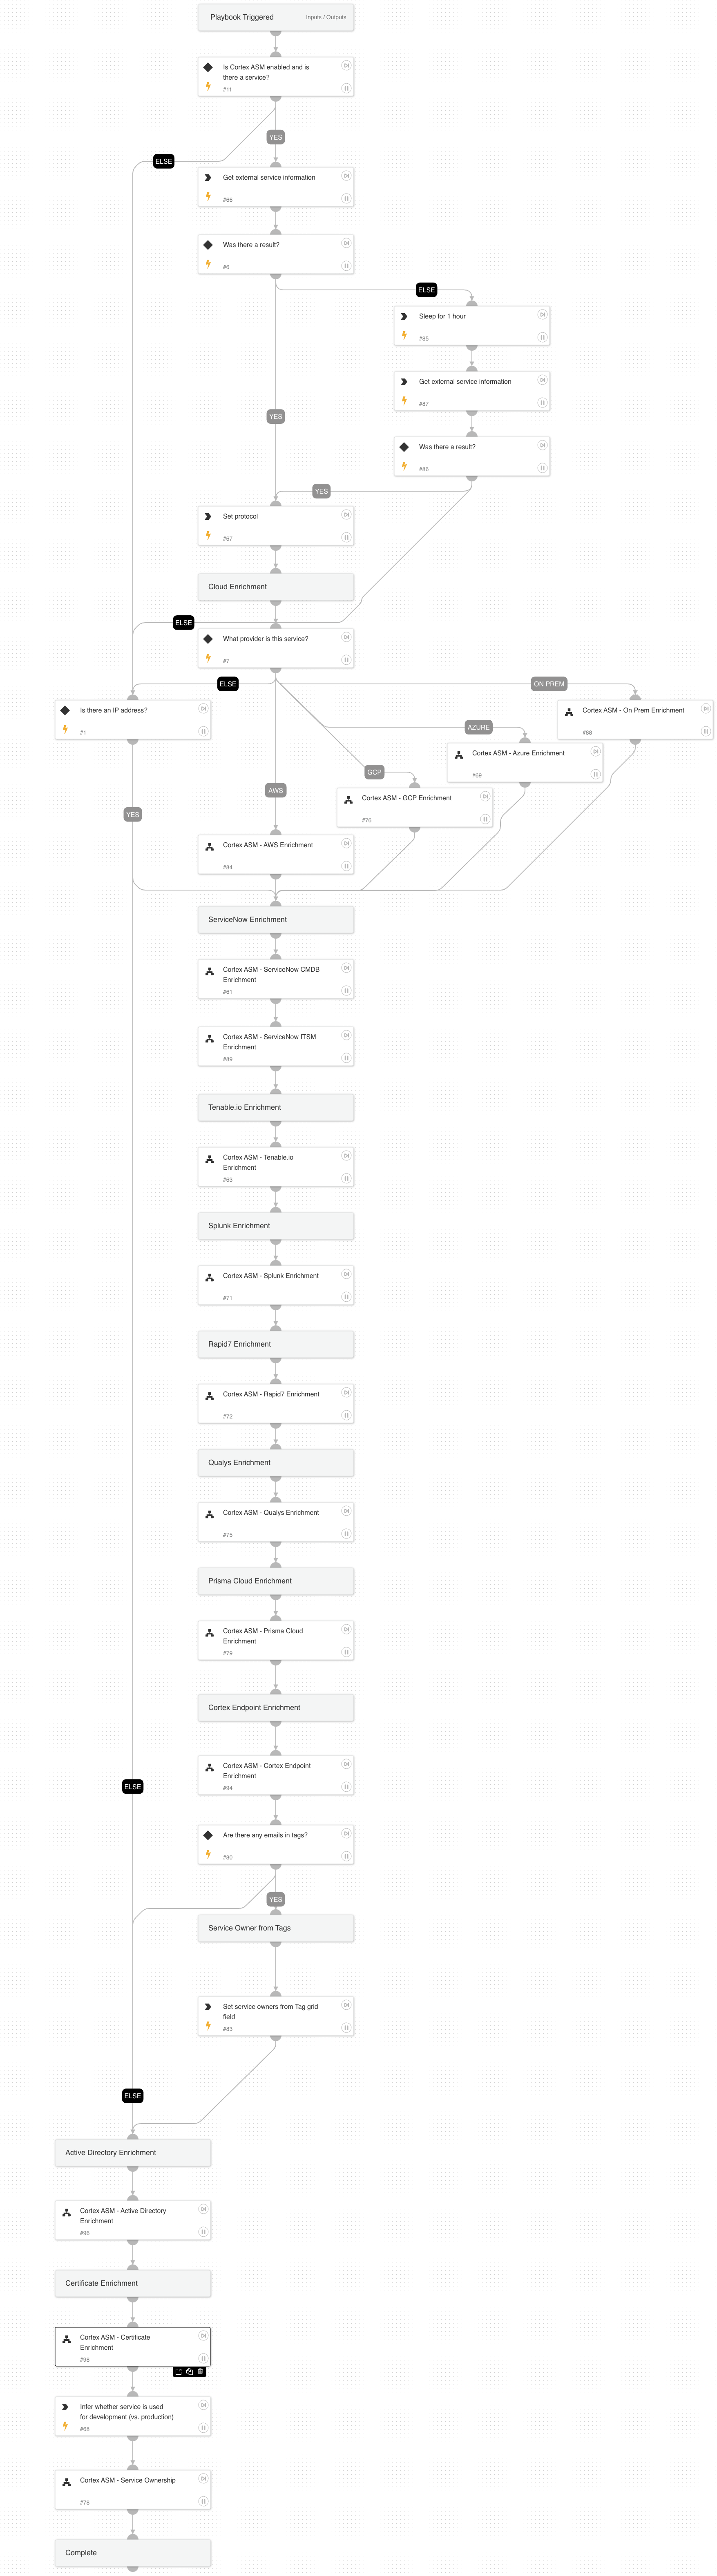 Playbook Triggered
Inputs / Outputs
Is Cortex ASM enabled and is
there a service?
#11
YES
ELSE
Get external service information
#66
Was there a result?
#6
ELSE
Sleep for 1 hour
#85
Get external service information
#87
YES
Was there a result?
#86
YES
Set protocol
#67
Cloud Enrichment
ELSE
What provider is this service?
#7
ELSE
ON PREM
Is there an IP address?
#1
Cortex ASM - On Prem Enrichment
#88
AZURE
Cortex ASM - Azure Enrichment
#69
GCP
AWS
Cortex ASM - GCP Enrichment
#76
YES
Cortex ASM - AWS Enrichment
#84
ServiceNow Enrichment
Cortex ASM - ServiceNow CMDB
Enrichment
#61
Cortex ASM - ServiceNow ITSM
Enrichment
#89
Tenable.io Enrichment
Cortex ASM - Tenable.io
Enrichment
#63
Splunk Enrichment
Cortex ASM - Splunk Enrichment
#71
Rapid7 Enrichment
Cortex ASM - Rapid7 Enrichment
#72
Qualys Enrichment
Cortex ASM - Qualys Enrichment
#75
Prisma Cloud Enrichment
Cortex ASM - Prisma Cloud
Enrichment
#79
Cortex Endpoint Enrichment
Cortex ASM - Cortex Endpoint
Enrichment
#94
ELSE
Are there any emails in tags?
#80
YES
Service Owner from Tags
Set service owners from Tag grid
field
#83
ELSE
Active Directory Enrichment
Cortex ASM - Active Directory
Enrichment
#96
Certificate Enrichment
Cortex ASM - Certificate
Enrichment
#98
Infer whether service is used
for development (vs. production)
#68
Cortex ASM - Service Ownership
#78
Complete